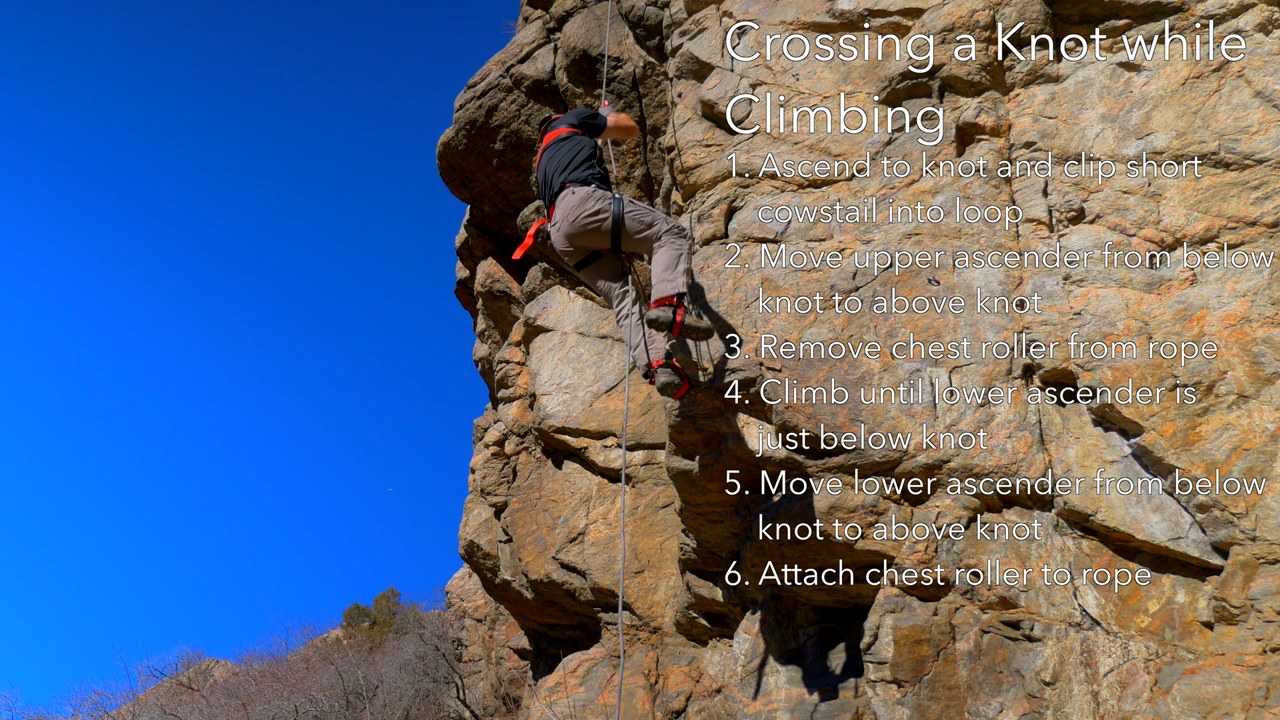 Crossing a Knot while
Climbing
1. Ascend to knot and clip short
cowstail into loop
2. Move upper ascender from below
knot to above knot
3. Remove chest roller from rope
4. Climb until lower ascender is
just below knot
5. Move lower ascender from below
knot to above knot
6. Attach chest roller to rope